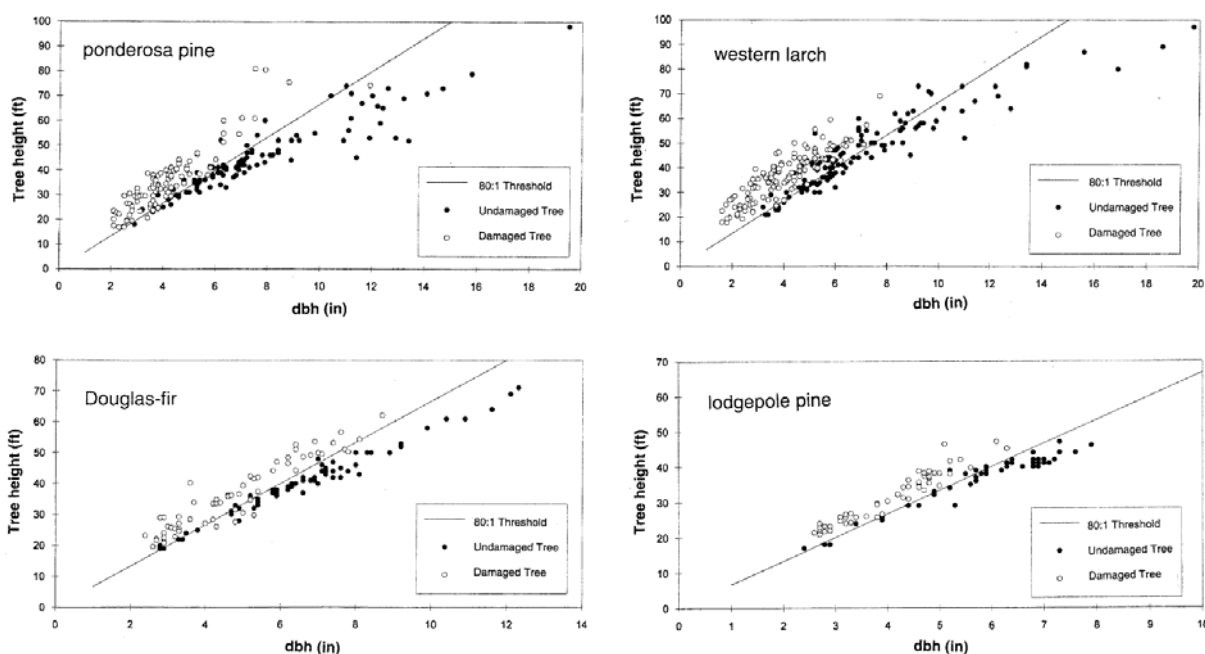 ponderosa pine
Tree height (ft)
100
90
80
70
60
50
40
30
20
10
0
80:1 Threshold
Undamaged Tree
Damaged Tree
0 2 4 6 8 10 12 14 16 18 20
dbh (in)
western larch
Tree height (ft)
100
90
80
70
60
50
40
30
20
10
0
80:1 Threshold
Undamaged Tree
Damaged Tree
0 2 4 6 8 10 12 14 16 18 20
dbh (in)
Douglas-fir
Tree height (ft)
80
70
60
50
40
30
20
10
0
80:1 Threshold
Undamaged Tree
Damaged Tree
0 2 4 6 8 10 12 14
dbh (in)
lodgepole pine
Tree height (ft)
70
60
50
40
30
20
10
0
80:1 Threshold
Undamaged Tree
Damaged Tree
0 1 2 3 4 5 6 7 8 9 10
dbh (in)